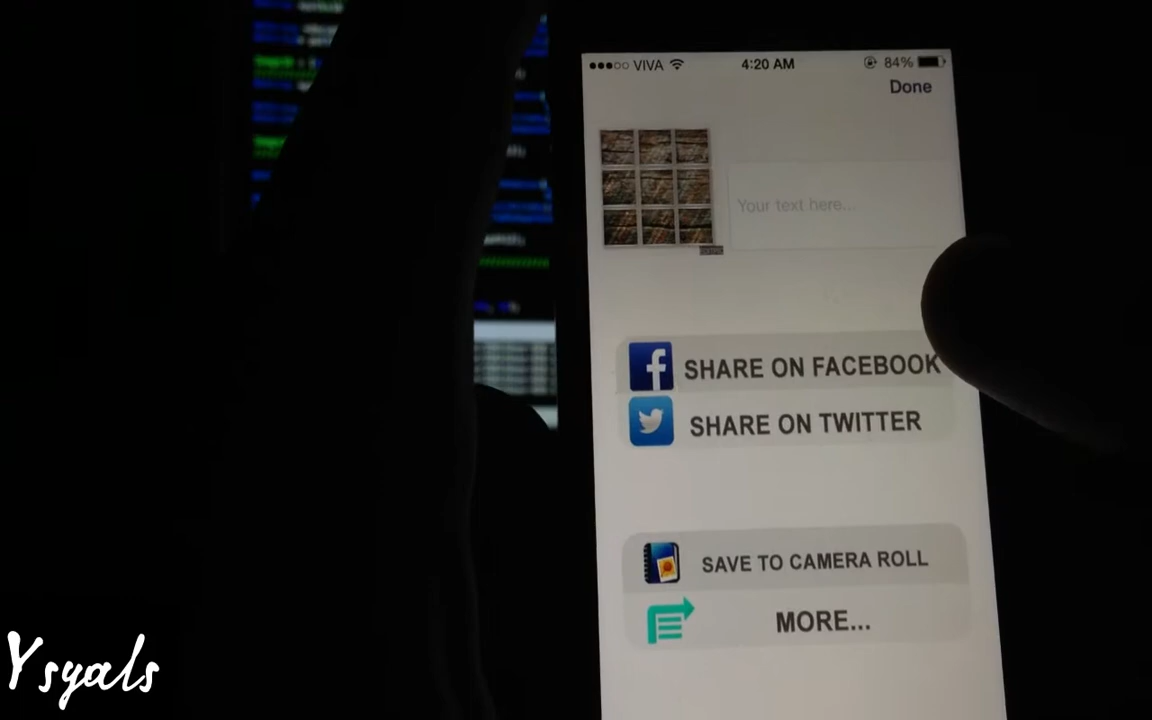 VIVA 4:20 AM 84%
Done
Your text here...
SHARE ON FACEBOOK
SHARE ON TWITTER
SAVE TO CAMERA ROLL
MORE...
Ysyals